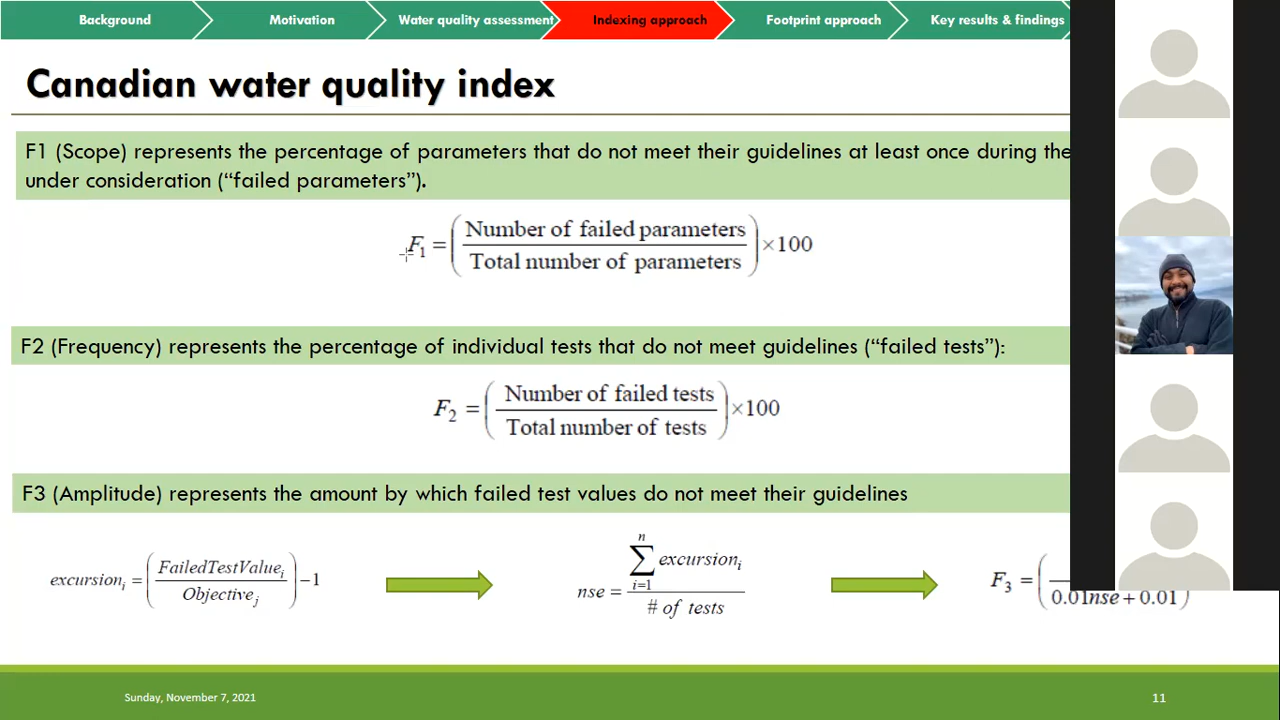 Background Motivation Water quality assessment Indexing approach Footprint approach Key results & findings
Canadian water quality index
F1 (Scope) represents the percentage of parameters that do not meet their guidelines at least once during the
under consideration (“failed parameters”).
F₁ = (Number of failed parameters / Total number of parameters) ×100
F2 (Frequency) represents the percentage of individual tests that do not meet guidelines (“failed tests”):
F₂ = (Number of failed tests / Total number of tests) ×100
F3 (Amplitude) represents the amount by which failed test values do not meet their guidelines
excursionᵢ = (FailedTestValueᵢ / Objectiveⱼ) −1
nse = ∑ⁿᵢ₌₁ excursionᵢ / # of tests
F₃ = ( 0.01nse + 0.01 )
Sunday, November 7, 2021
11